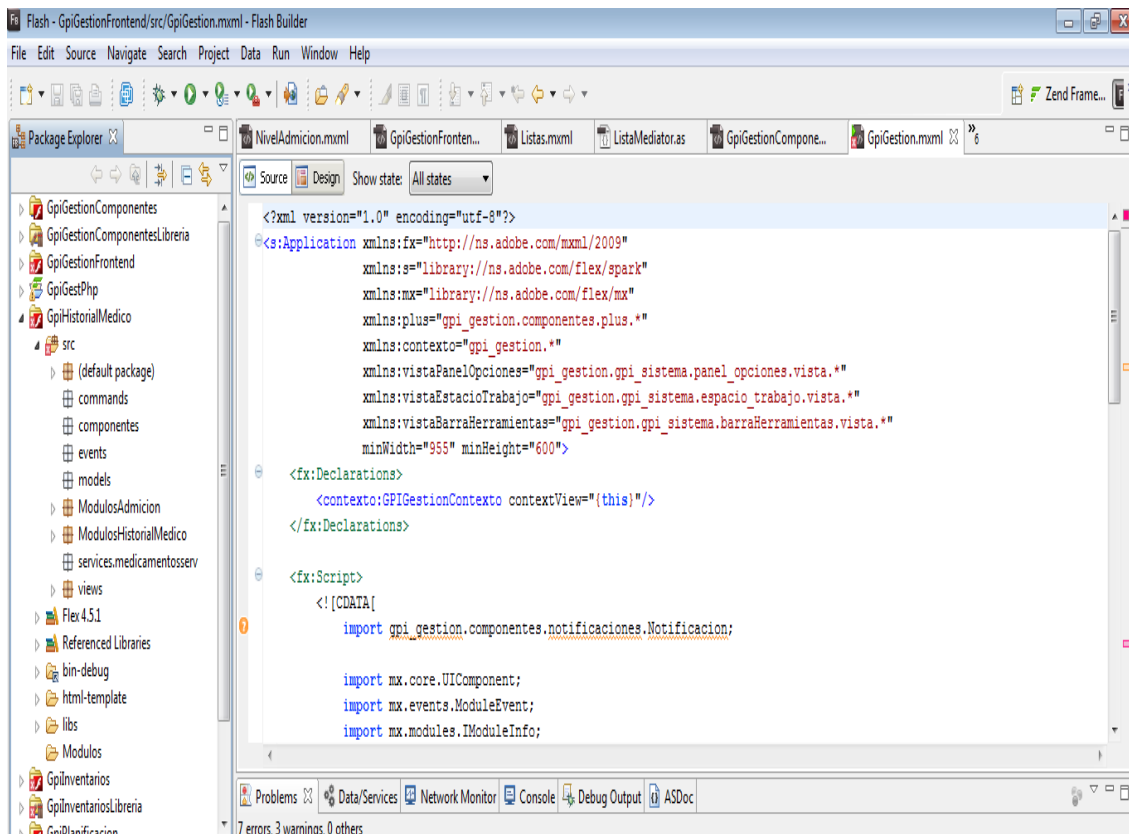 Flash - GpiGestionFrontend/src/GpiGestion.mxml - Flash Builder
File Edit Source Navigate Search Project Data Run Window Help
Zend Frame...
Package Explorer
NivelAdmicion.mxml GpiGestionFronten... Listas.mxml ListaMediator.as GpiGestionCompone... GpiGestion.mxml »6
Source Design Show state: All states
GpiGestionComponentes
GpiGestionComponentesLibreria
GpiGestionFrontend
GpiGestPhp
GpiHistorialMedico
src
(default package)
commands
componentes
events
models
ModulosAdmicion
ModulosHistorialMedico
services.medicamentosserv
views
Flex 4.5.1
Referenced Libraries
bin-debug
html-template
libs
Modulos
GpiInventarios
GpiInventariosLibreria
GpiPlanificacion
<?xml version="1.0" encoding="utf-8"?>
<s:Application xmlns:fx="http://ns.adobe.com/mxml/2009"
xmlns:s="library://ns.adobe.com/flex/spark"
xmlns:mx="library://ns.adobe.com/flex/mx"
xmlns:plus="gpi_gestion.componentes.plus.*"
xmlns:contexto="gpi_gestion.*"
xmlns:vistaPanelOpciones="gpi_gestion.gpi_sistema.panel_opciones.vista.*"
xmlns:vistaEstacioTrabajo="gpi_gestion.gpi_sistema.espacio_trabajo.vista.*"
xmlns:vistaBarraHerramientas="gpi_gestion.gpi_sistema.barraHerramientas.vista.*"
minWidth="955" minHeight="600">
<fx:Declarations>
<contexto:GPIGestionContexto contextView="{this}"/>
</fx:Declarations>
<fx:Script>
<![CDATA[
import gpi_gestion.componentes.notificaciones.Notificacion;
import mx.core.UIComponent;
import mx.events.ModuleEvent;
import mx.modules.IModuleInfo;
Problems Data/Services Network Monitor Console Debug Output ASDoc
7 errors, 3 warnings, 0 others